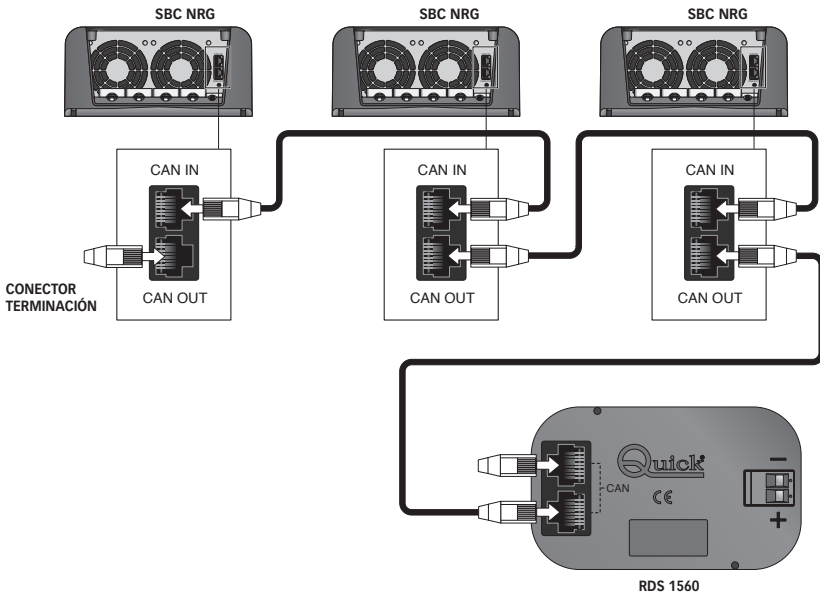 SBC NRG
SBC NRG
SBC NRG
CAN IN
CAN IN
CAN IN
CONECTOR
TERMINACIÓN
CAN OUT
CAN OUT
CAN OUT
Quick®
CAN
CE
−
+
RDS 1560